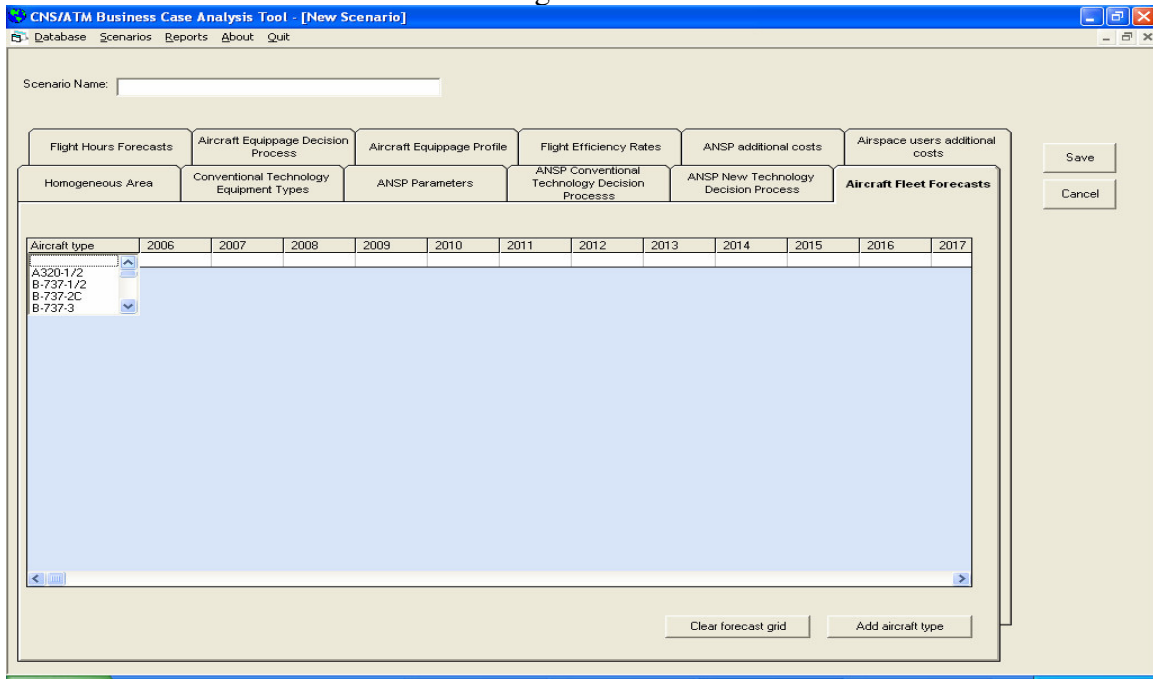 CNS/ATM Business Case Analysis Tool - [New Scenario]
Database Scenarios Reports About Quit
Scenario Name:
Flight Hours Forecasts
Aircraft Equippage Decision
Process
Aircraft Equippage Profile
Flight Efficiency Rates
ANSP additional costs
Airspace users additional
costs
Save
Homogeneous Area
Conventional Technology
Equipment Types
ANSP Parameters
ANSP Conventional
Technology Decision
Processs
ANSP New Technology
Decision Process
Aircraft Fleet Forecasts
Cancel
Aircraft type 2006 2007 2008 2009 2010 2011 2012 2013 2014 2015 2016 2017
A320-1/2
B-737-1/2
B-737-2C
B-737-3
Clear forecast grid Add aircraft type